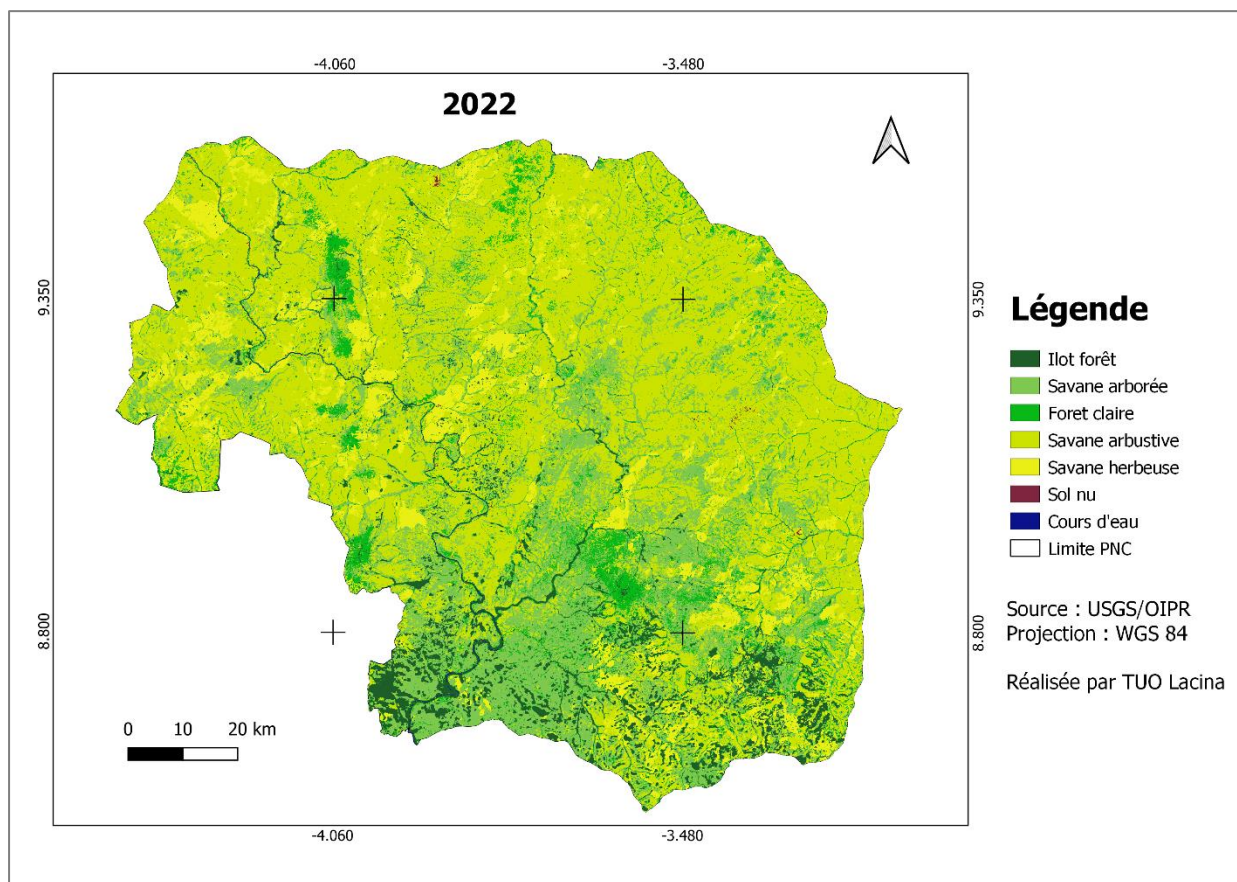 -4.060
-3.480
2022
9.350
9.350
Légende
Ilot forêt
Savane arborée
Foret claire
Savane arbustive
Savane herbeuse
Sol nu
Cours d'eau
Limite PNC
8.800
8.800
Source : USGS/OIPR
Projection : WGS 84
Réalisée par TUO Lacina
0 10 20 km
-4.060
-3.480